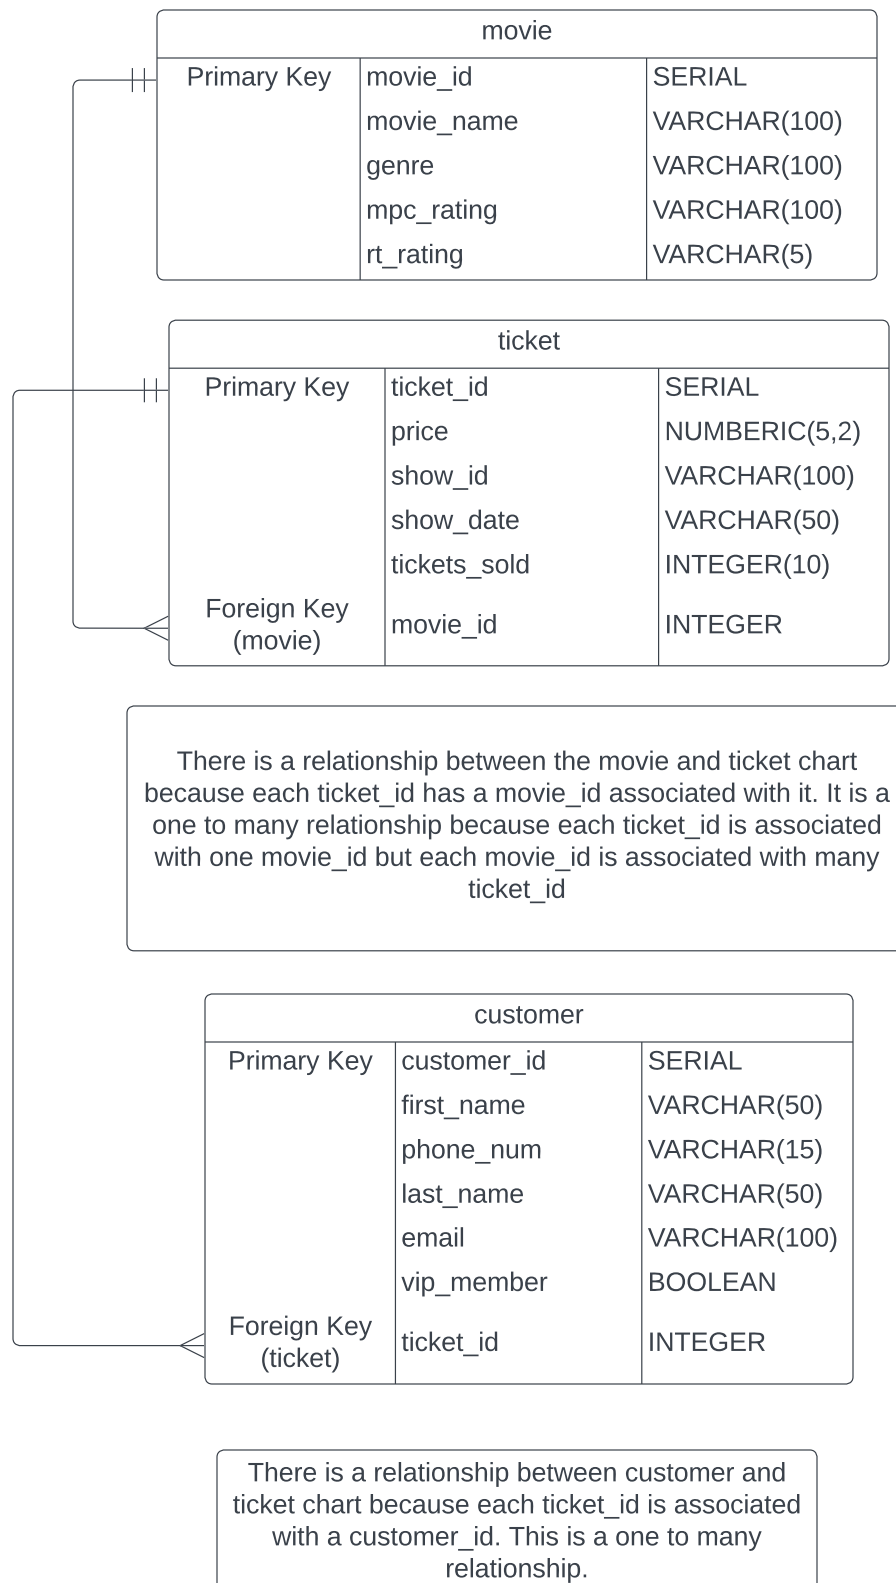 movie
Primary Key movie_id SERIAL
movie_name VARCHAR(100)
genre VARCHAR(100)
mpc_rating VARCHAR(100)
rt_rating VARCHAR(5)
ticket
Primary Key ticket_id SERIAL
price NUMBERIC(5,2)
show_id VARCHAR(100)
show_date VARCHAR(50)
tickets_sold INTEGER(10)
Foreign Key
(movie) movie_id INTEGER
There is a relationship between the movie and ticket chart
because each ticket_id has a movie_id associated with it. It is a
one to many relationship because each ticket_id is associated
with one movie_id but each movie_id is associated with many
ticket_id
customer
Primary Key customer_id SERIAL
first_name VARCHAR(50)
phone_num VARCHAR(15)
last_name VARCHAR(50)
email VARCHAR(100)
vip_member BOOLEAN
Foreign Key
(ticket) ticket_id INTEGER
There is a relationship between customer and
ticket chart because each ticket_id is associated
with a customer_id. This is a one to many
relationship.